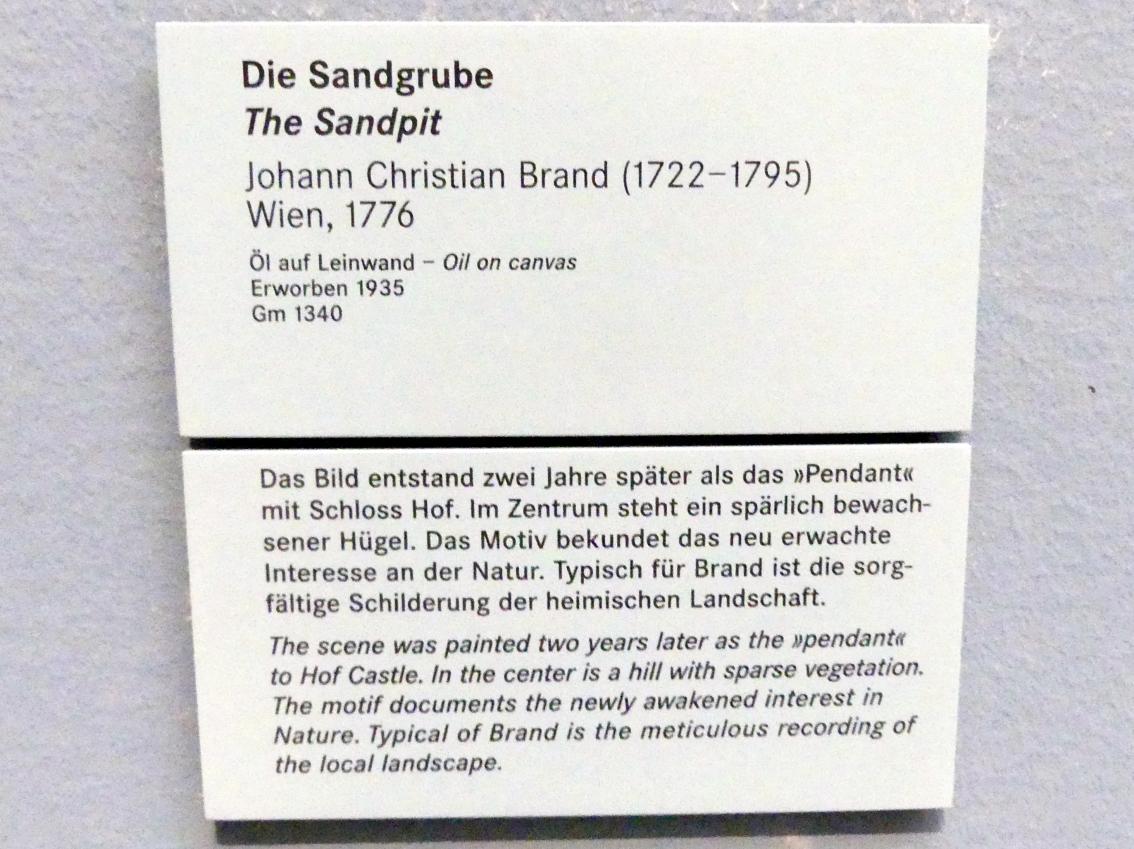 Die Sandgrube
The Sandpit
Johann Christian Brand (1722–1795)
Wien, 1776
Öl auf Leinwand – Oil on canvas
Erworben 1935
Gm 1340
Das Bild entstand zwei Jahre später als das »Pendant«
mit Schloss Hof. Im Zentrum steht ein spärlich bewach-
sener Hügel. Das Motiv bekundet das neu erwachte
Interesse an der Natur. Typisch für Brand ist die sorg-
fältige Schilderung der heimischen Landschaft.
The scene was painted two years later as the »pendant«
to Hof Castle. In the center is a hill with sparse vegetation.
The motif documents the newly awakened interest in
Nature. Typical of Brand is the meticulous recording of
the local landscape.